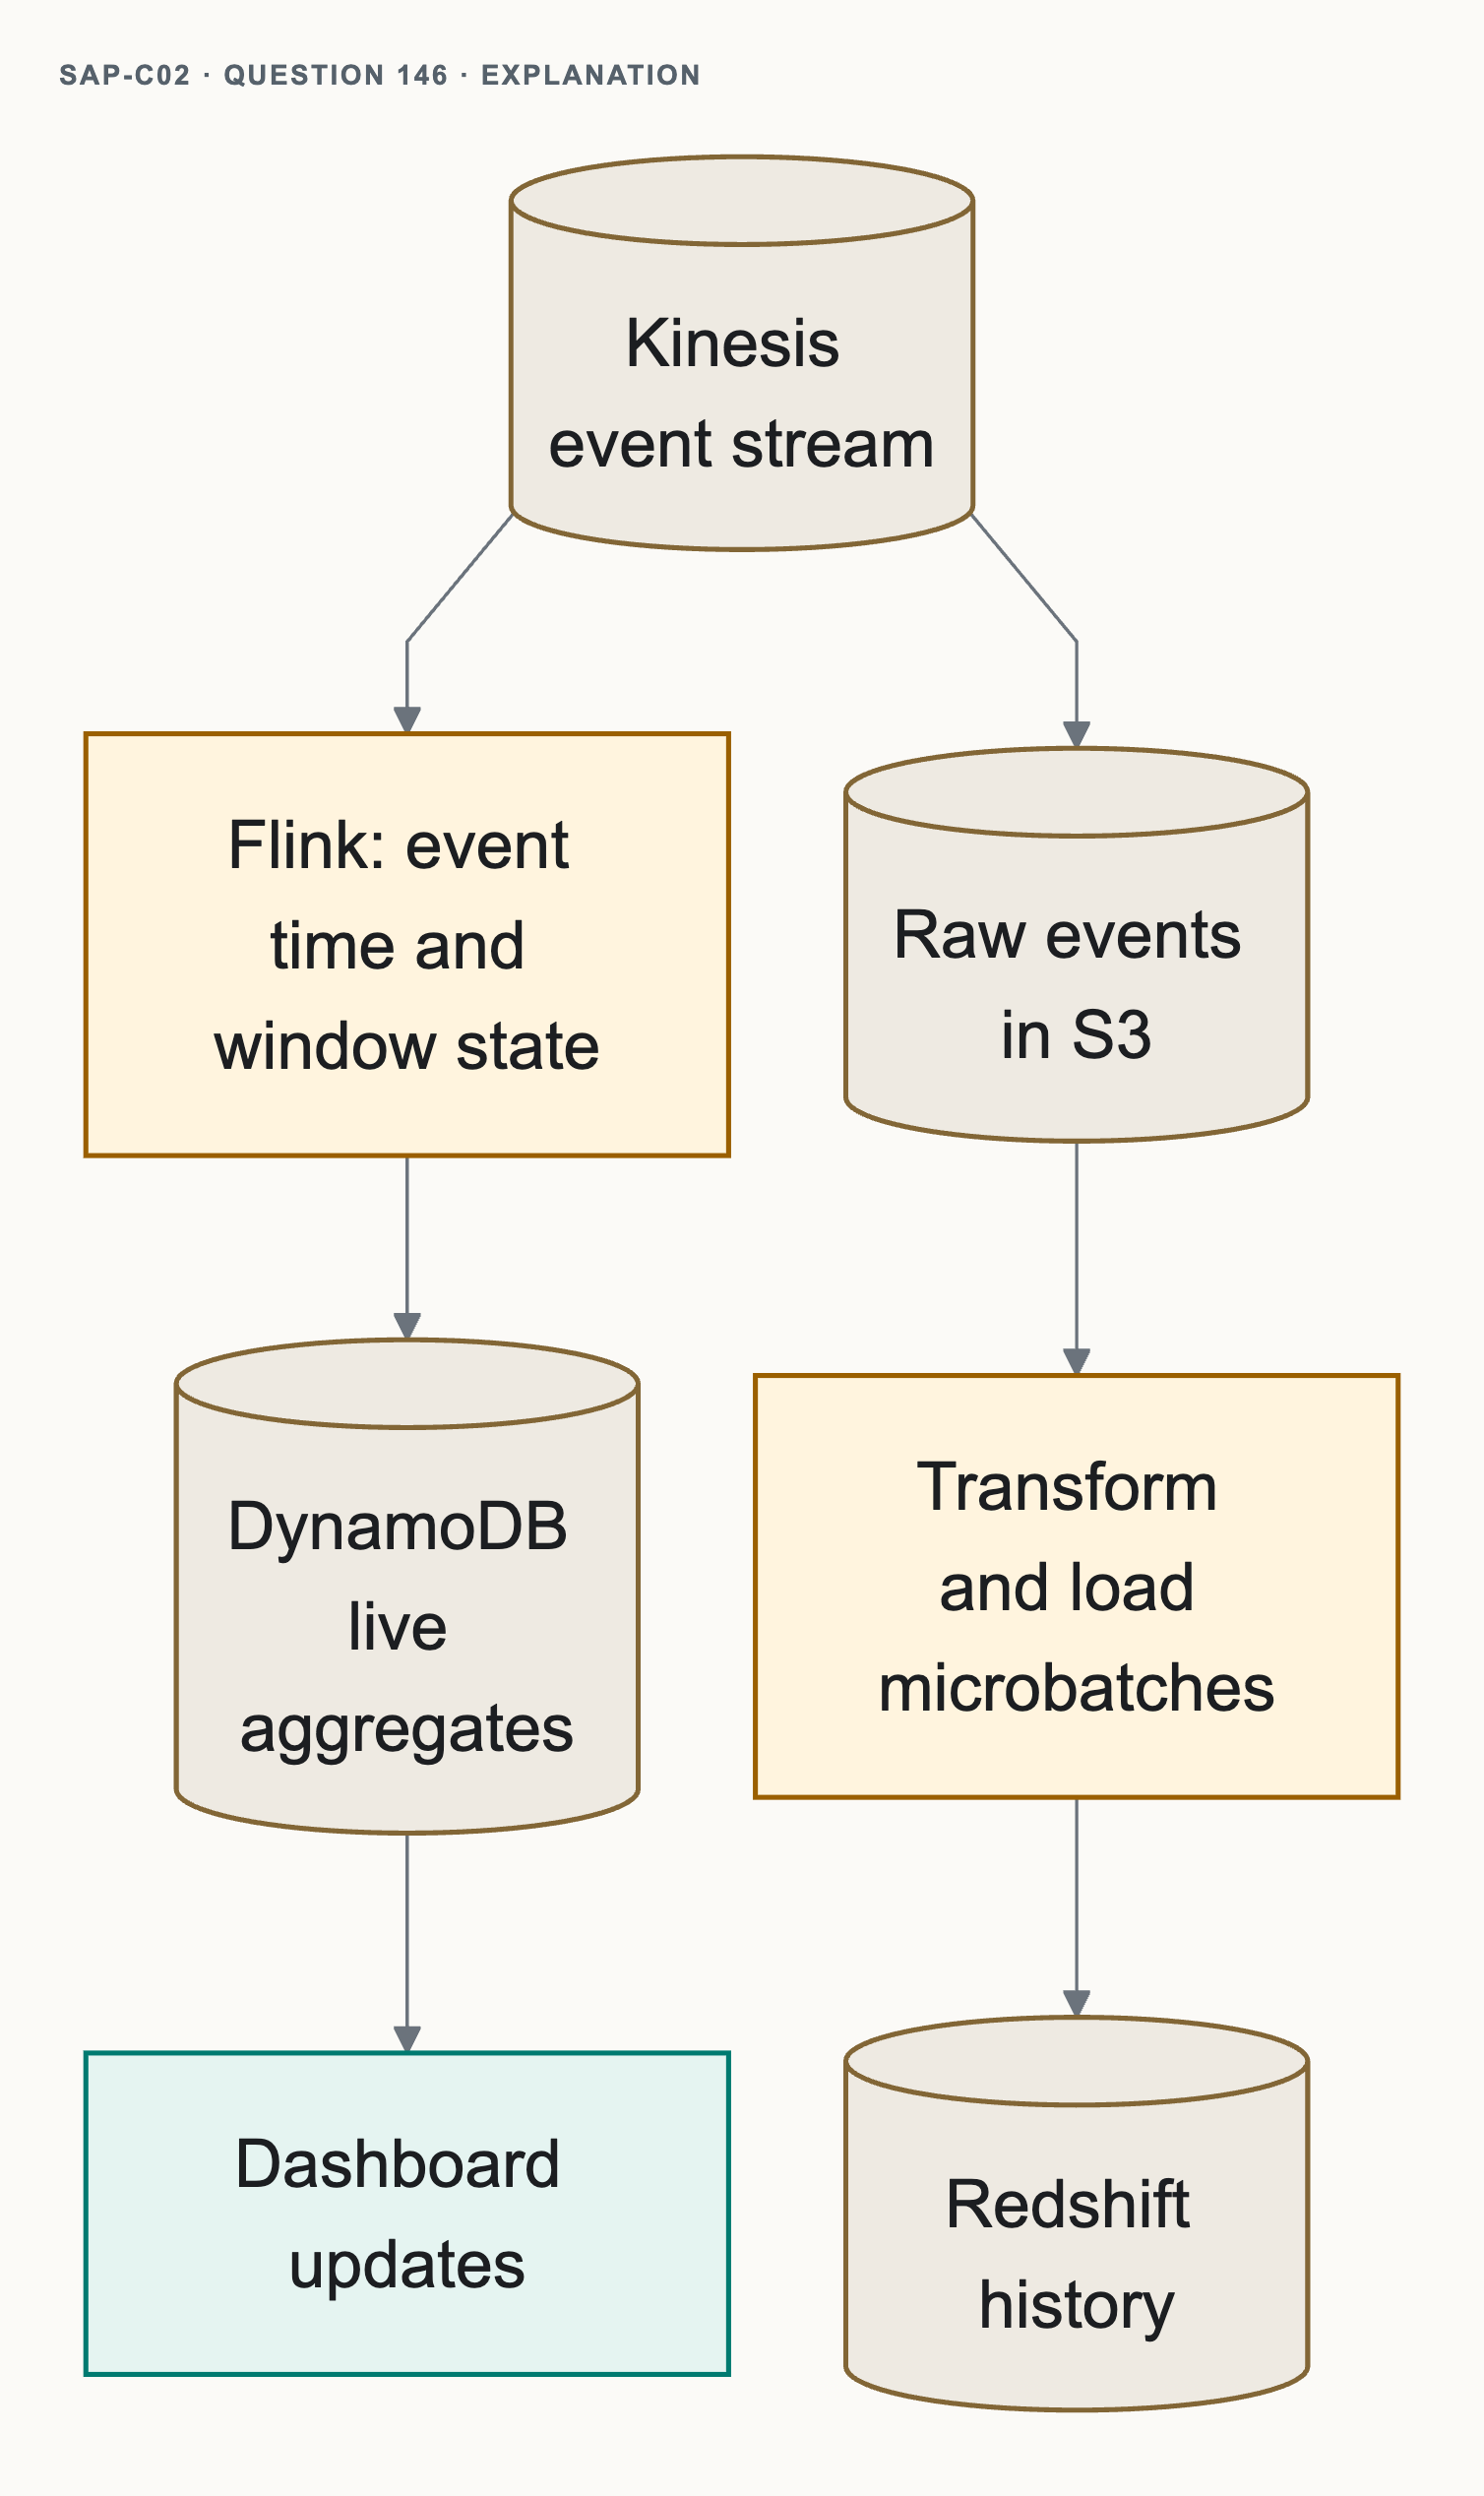 SAP-C02 · QUESTION 146 · EXPLANATION
Kinesis
event stream
Flink: event
time and
window state
Raw events
in S3
DynamoDB
live
aggregates
Transform
and load
microbatches
Dashboard
updates
Redshift
history